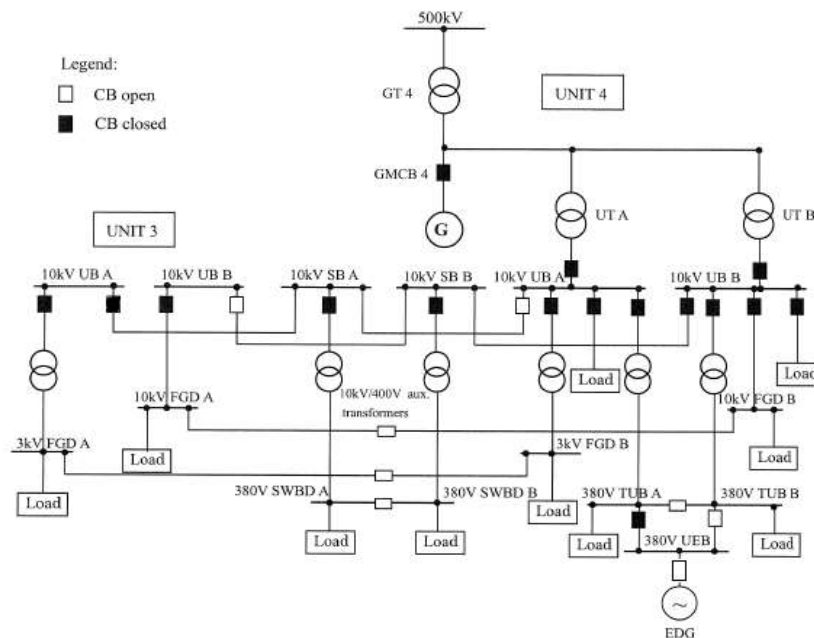 500kV
Legend:
CB open
CB closed
GT 4
UNIT 4
GMCB 4
G
UT A
UT B
UNIT 3
10kV UB A
10kV UB B
10kV SB A
10kV SB B
10kV UB A
10kV UB B
Load
Load
10kV FGD A
10kV/400V aux.
transformers
10kV FGD B
3kV FGD A
Load
3kV FGD B
Load
Load
380V SWBD A
380V SWBD B
380V TUB A
380V TUB B
Load
Load
Load
Load
Load
380V UEB
~
EDG